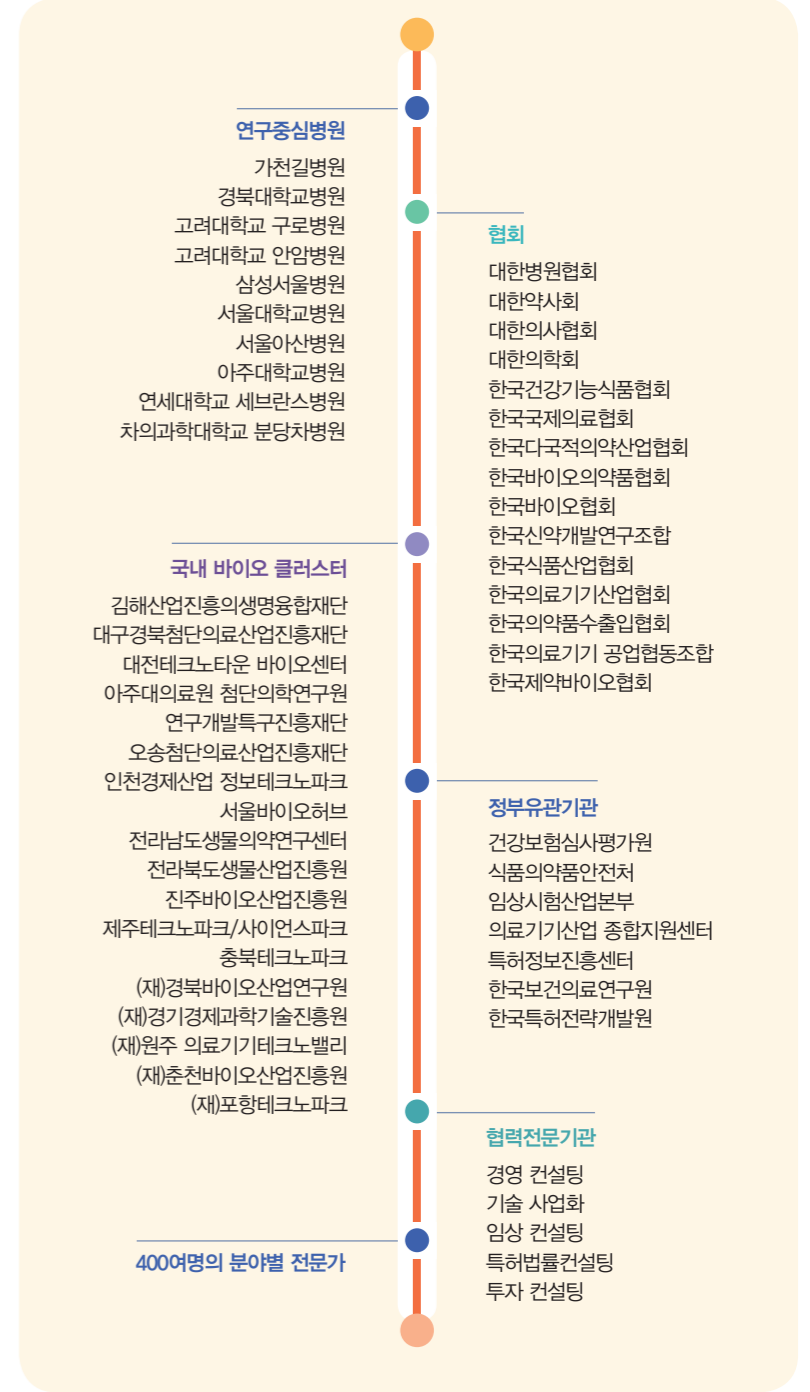 연구중심병원
가천길병원
경북대학교병원
고려대학교 구로병원
고려대학교 안암병원
삼성서울병원
서울대학교병원
서울아산병원
아주대학교병원
연세대학교 세브란스병원
차의과학대학교 분당차병원
협회
대한병원협회
대한약사회
대한의사협회
대한의학회
한국건강기능식품협회
한국국제의료협회
한국다국적의약산업협회
한국바이오의약품협회
한국바이오협회
한국신약개발연구조합
한국식품산업협회
한국의료기기산업협회
한국의약품수출입협회
한국의료기기 공업협동조합
한국제약바이오협회
국내 바이오 클러스터
김해산업진흥의생명융합재단
대구경북첨단의료산업진흥재단
대전테크노타운 바이오센터
아주대의료원 첨단의학연구원
연구개발특구진흥재단
오송첨단의료산업진흥재단
인천경제산업 정보테크노파크
서울바이오허브
전라남도생물의약연구센터
전라북도생물산업진흥원
진주바이오산업진흥원
제주테크노파크/사이언스파크
충북테크노파크
(재)경북바이오산업연구원
(재)경기경제과학기술진흥원
(재)원주 의료기기테크노밸리
(재)춘천바이오산업진흥원
(재)포항테크노파크
정부유관기관
건강보험심사평가원
식품의약품안전처
임상시험산업본부
의료기기산업 종합지원센터
특허정보진흥센터
한국보건의료연구원
한국특허전략개발원
협력전문기관
경영 컨설팅
기술 사업화
임상 컨설팅
특허법률컨설팅
투자 컨설팅
400여명의 분야별 전문가